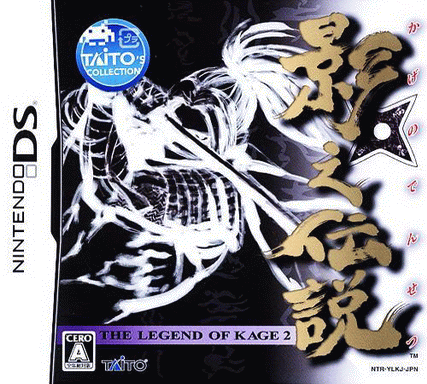 NINTENDO DS
TAITO's
COLLECTION
影之伝説
かげのでんせつ
THE LEGEND OF KAGE 2
CERO
A
TAITO
TM
NTR-YLKJ-JPN